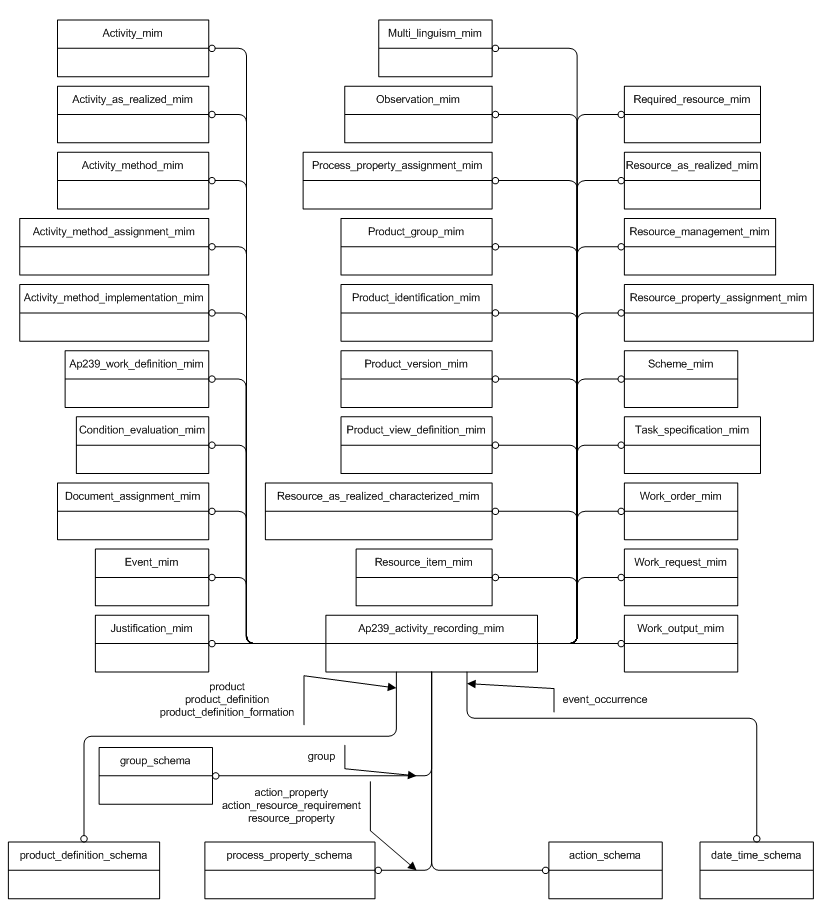 Activity_mim
Multi_linguism_mim
Activity_as_realized_mim
Observation_mim
Required_resource_mim
Activity_method_mim
Process_property_assignment_mim
Resource_as_realized_mim
Activity_method_assignment_mim
Product_group_mim
Resource_management_mim
Activity_method_implementation_mim
Product_identification_mim
Resource_property_assignment_mim
Ap239_work_definition_mim
Product_version_mim
Scheme_mim
Condition_evaluation_mim
Product_view_definition_mim
Task_specification_mim
Document_assignment_mim
Resource_as_realized_characterized_mim
Work_order_mim
Event_mim
Resource_item_mim
Work_request_mim
Justification_mim
Ap239_activity_recording_mim
Work_output_mim
product
product_definition
product_definition_formation
event_occurrence
group_schema
group
action_property
action_resource_requirement
resource_property
product_definition_schema
process_property_schema
action_schema
date_time_schema